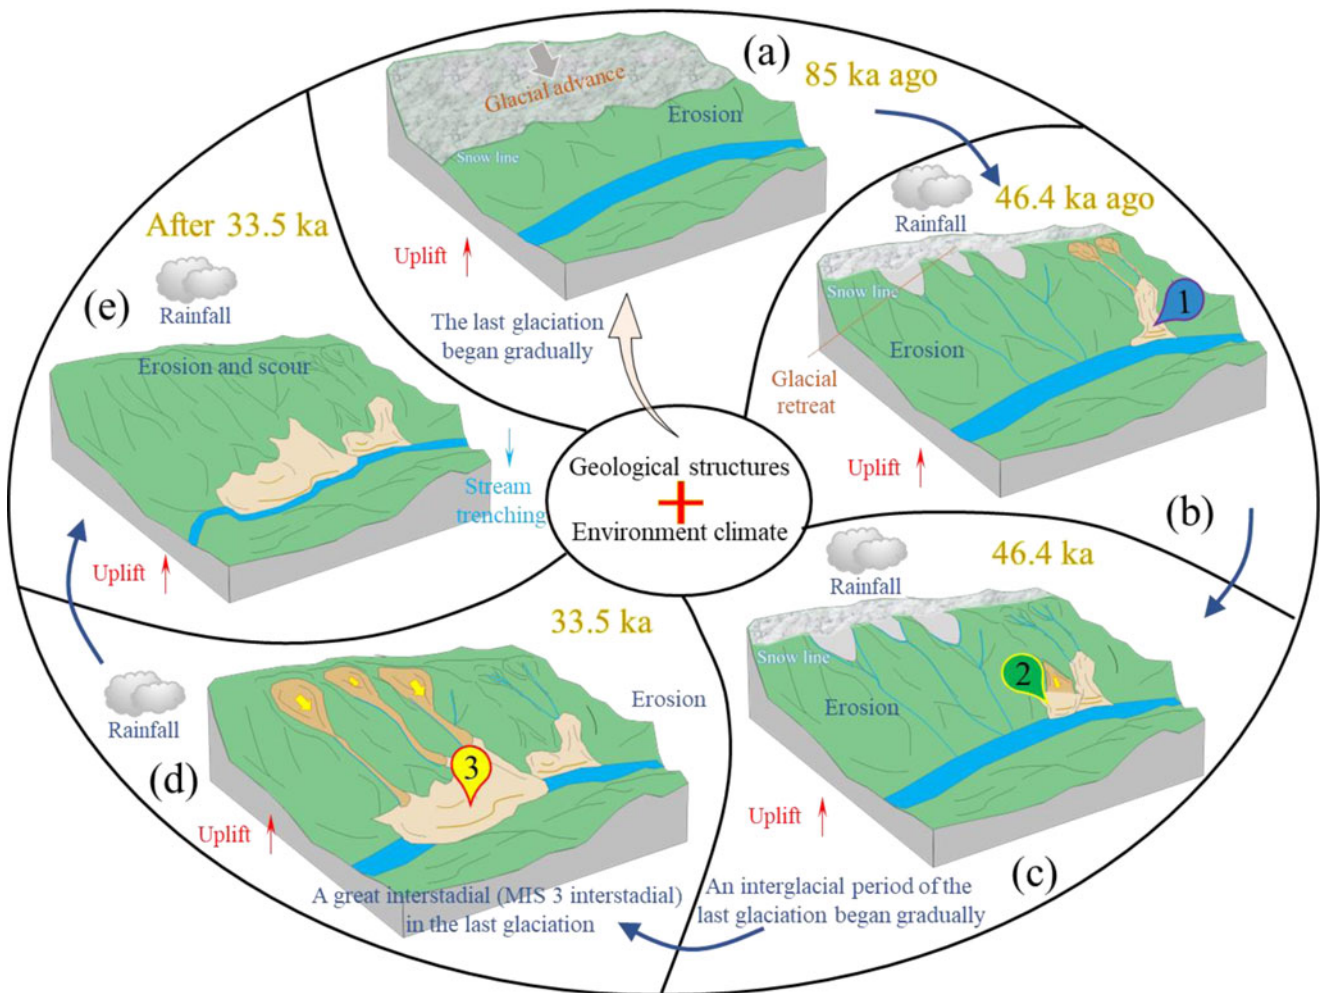 (a)
85 ka ago
Glacial advance
Erosion
Snow line
Uplift
The last glaciation
began gradually
Rainfall
46.4 ka ago
Snow line
1
Erosion
Glacial
retreat
Uplift
(b)
Geological structures
+
Environment climate
46.4 ka
Rainfall
Snow line
2
Erosion
Uplift
(c)
An interglacial period of the
last glaciation began gradually
33.5 ka
Erosion
Rainfall
(d)
3
Uplift
A great interstadial (MIS 3 interstadial)
in the last glaciation
After 33.5 ka
(e)
Rainfall
Erosion and scour
Stream
trenching
Uplift